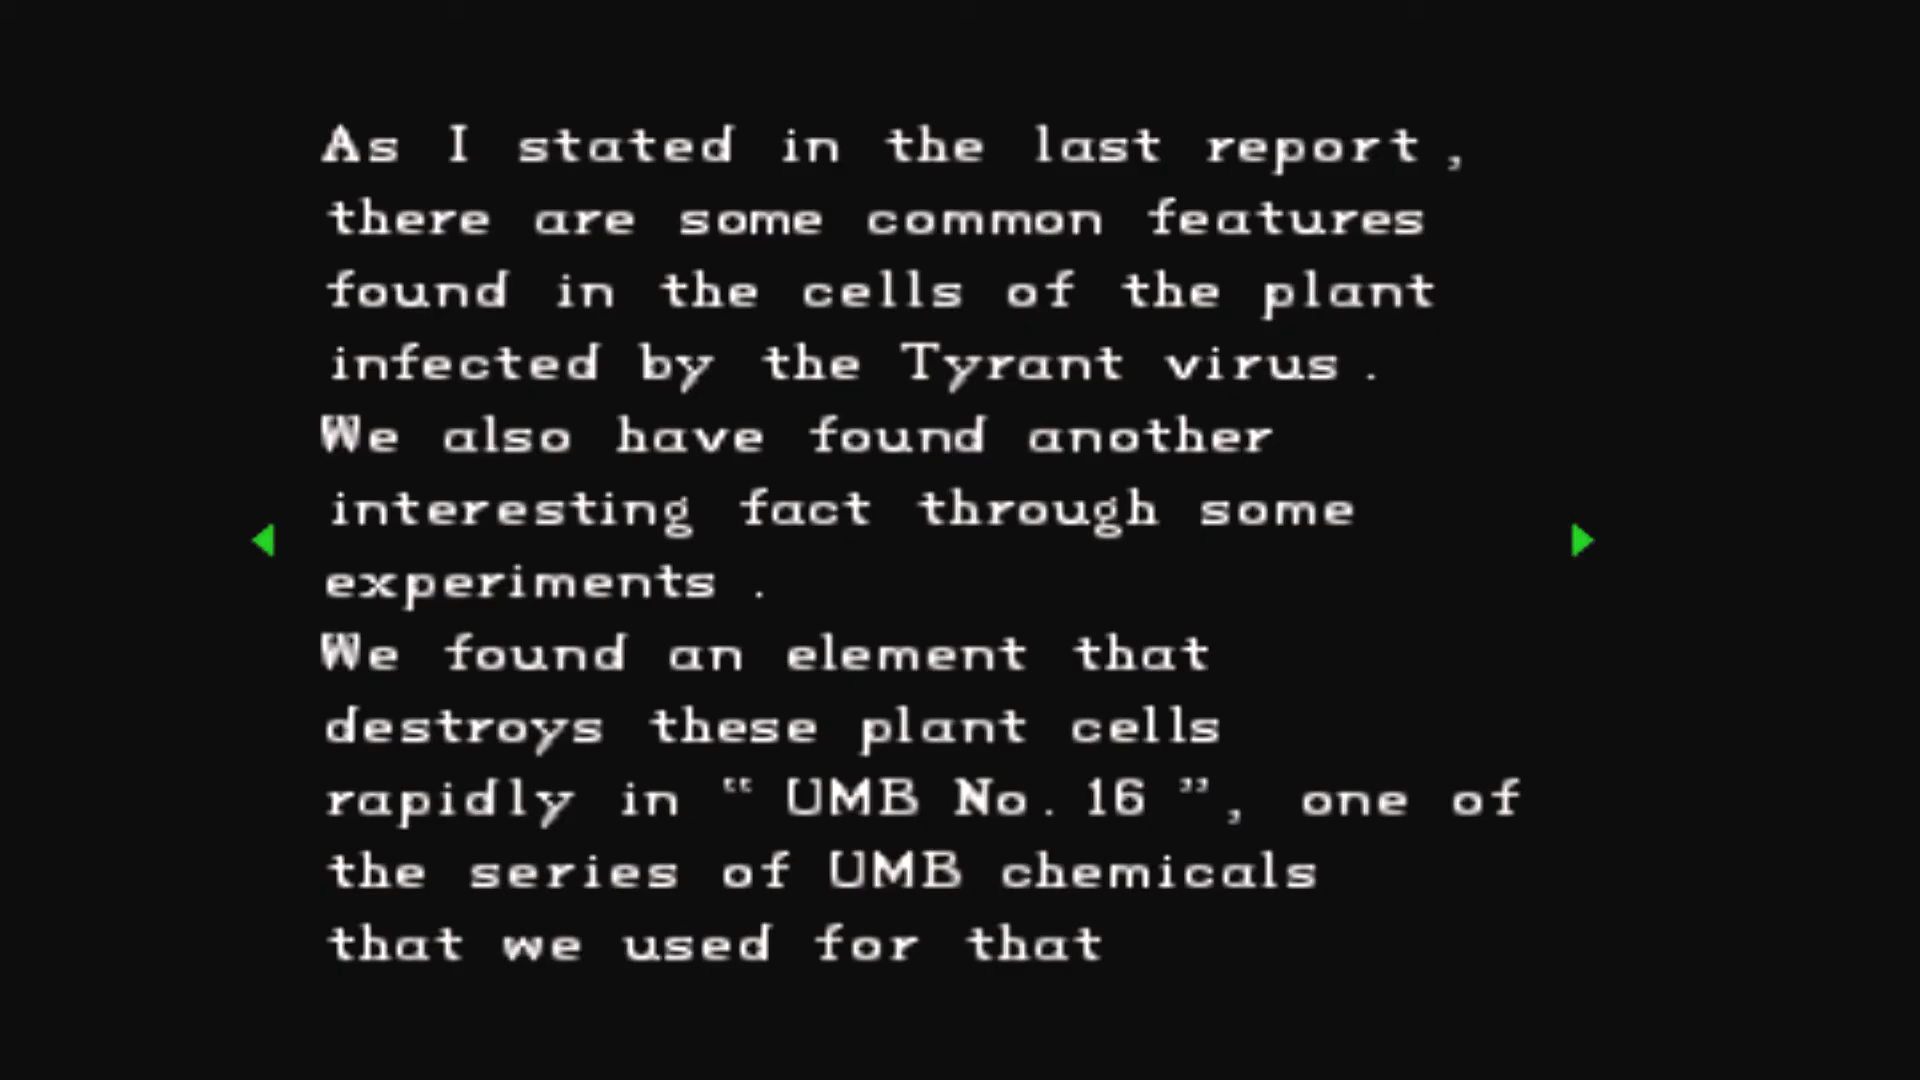 As I stated in the last report,
there are some common features
found in the cells of the plant
infected by the Tyrant virus.
We also have found another
interesting fact through some
experiments.
We found an element that
destroys these plant cells
rapidly in “UMB No.16”, one of
the series of UMB chemicals
that we used for that